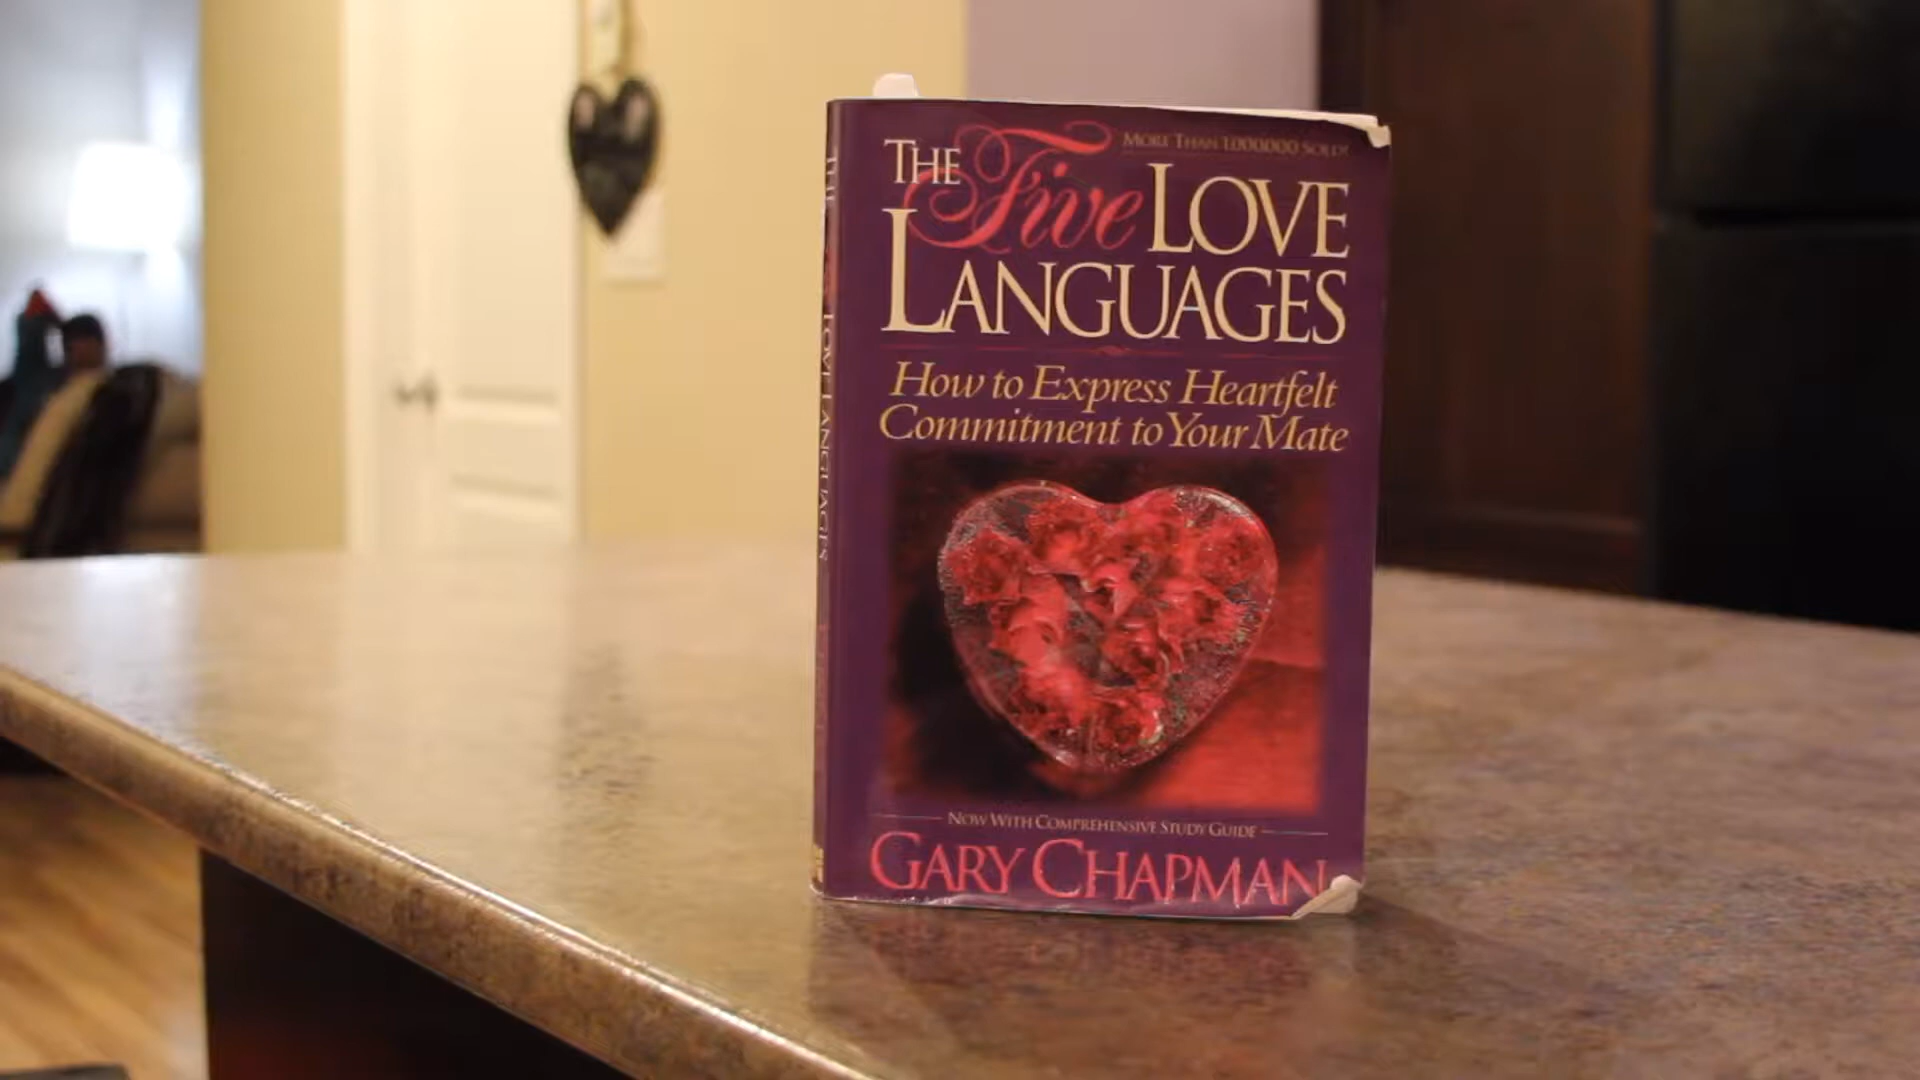 MORE THAN 1,000,000 SOLD!
THE Five LOVE
LANGUAGES
How to Express Heartfelt
Commitment to Your Mate
NOW WITH COMPREHENSIVE STUDY GUIDE
GARY CHAPMAN
THE LOVE LANGUAGES